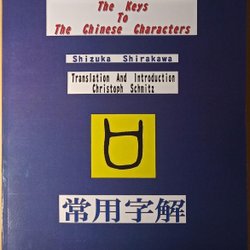 The Keys
To
The Chinese Characters
Shizuka Shirakawa
Translation And Introduction
Christoph Schmitz
常用字解